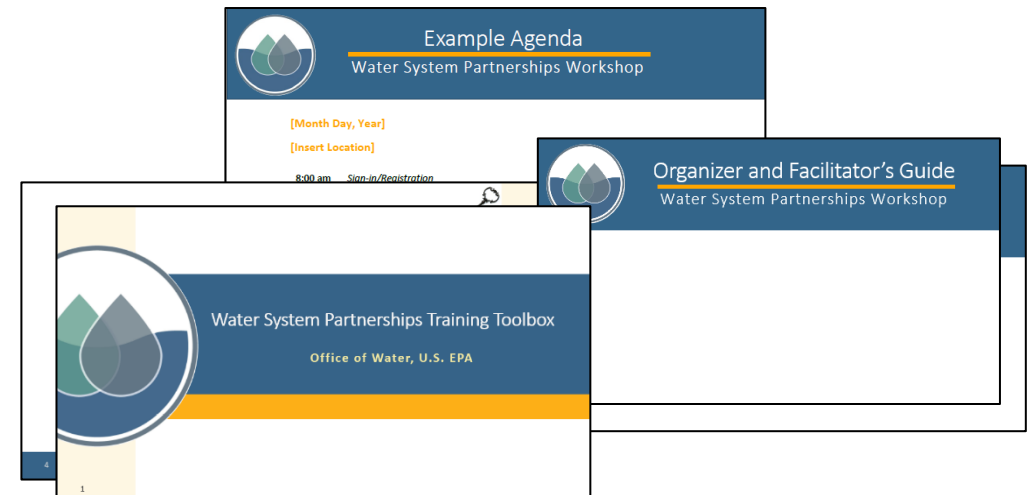 Example Agenda
Water System Partnerships Workshop
[Month Day, Year]
[Insert Location]
8:00 am Sign-in/Registration
Organizer and Facilitator's Guide
Water System Partnerships Workshop
Water System Partnerships Training Toolbox
Office of Water, U.S. EPA
4
1